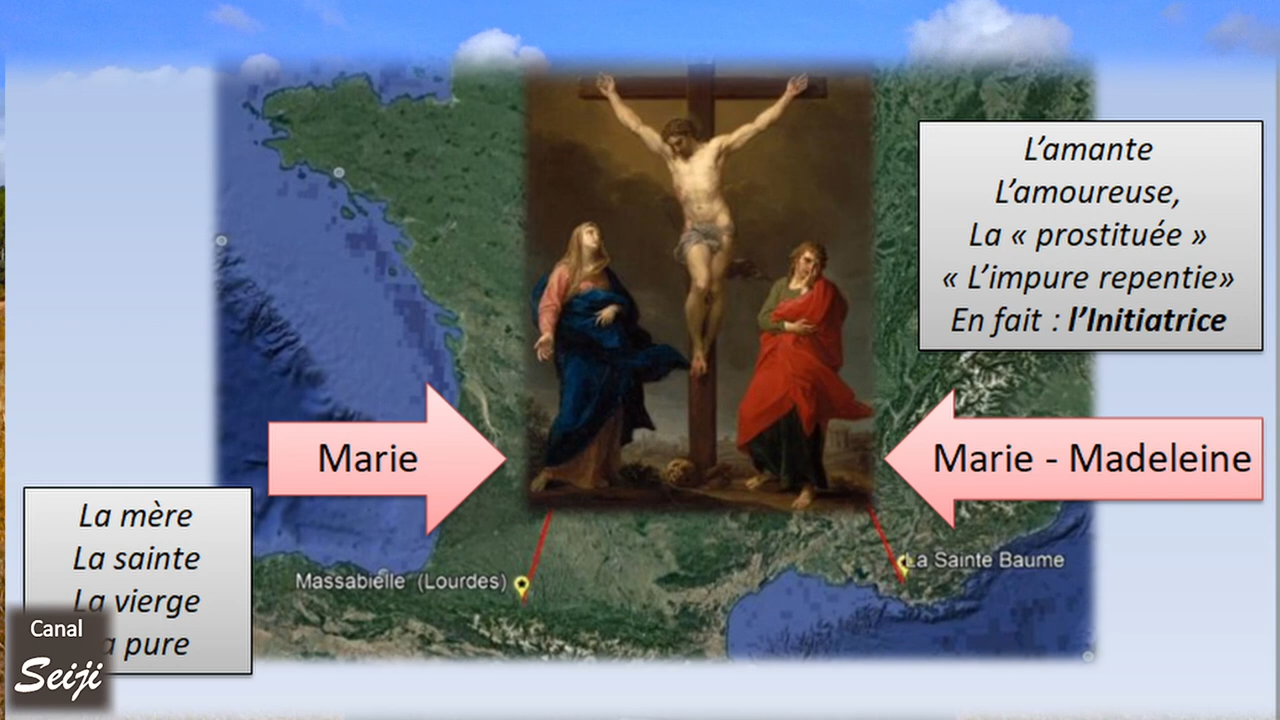 L’amante
L’amoureuse,
La « prostituée »
« L’impure repentie»
En fait : l’Initiatrice
Marie
Marie - Madeleine
La mère
La sainte
La vierge
pure
Massabielle (Lourdes)
La Sainte Baume
Canal
Seiji